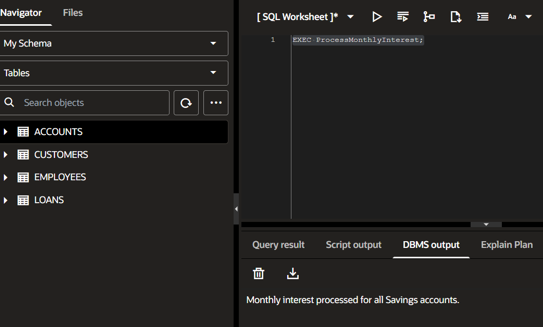 Navigator Files
My Schema
Tables
Search objects
ACCOUNTS
CUSTOMERS
EMPLOYEES
LOANS
[ SQL Worksheet ]*
Aa
1 EXEC ProcessMonthlyInterest;
Query result Script output DBMS output Explain Plan
Monthly interest processed for all Savings accounts.